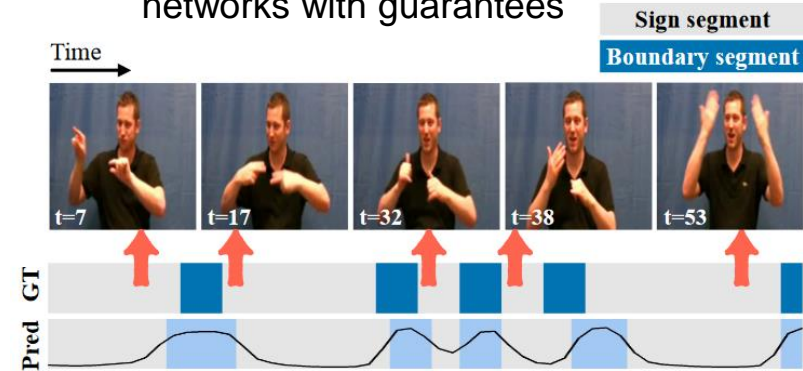 networks with guarantees
Sign segment
Time
Boundary segment
t=7
t=17
t=32
t=38
t=53
GT
Pred